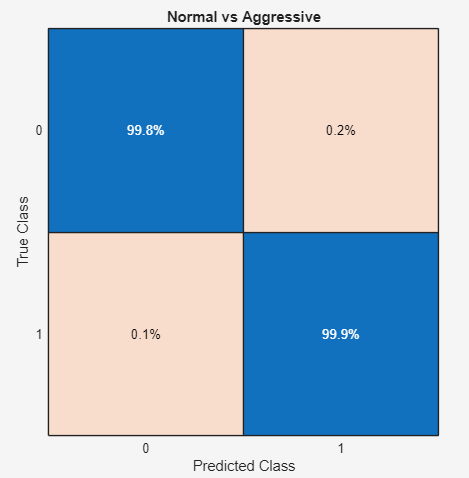 Normal vs Aggressive
True Class
0
99.8%
0.2%
1
0.1%
99.9%
0
1
Predicted Class